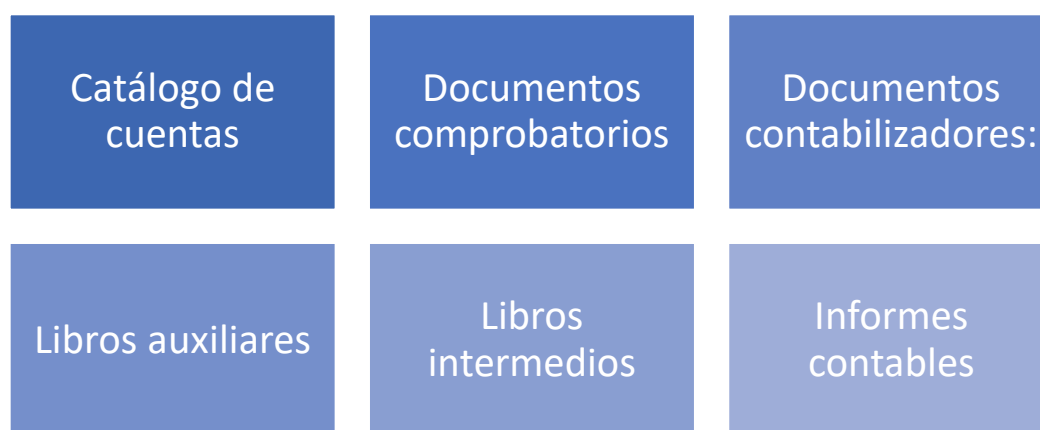 Catálogo de
cuentas
Documentos
comprobatorios
Documentos
contabilizadores:
Libros auxiliares
Libros
intermedios
Informes
contables